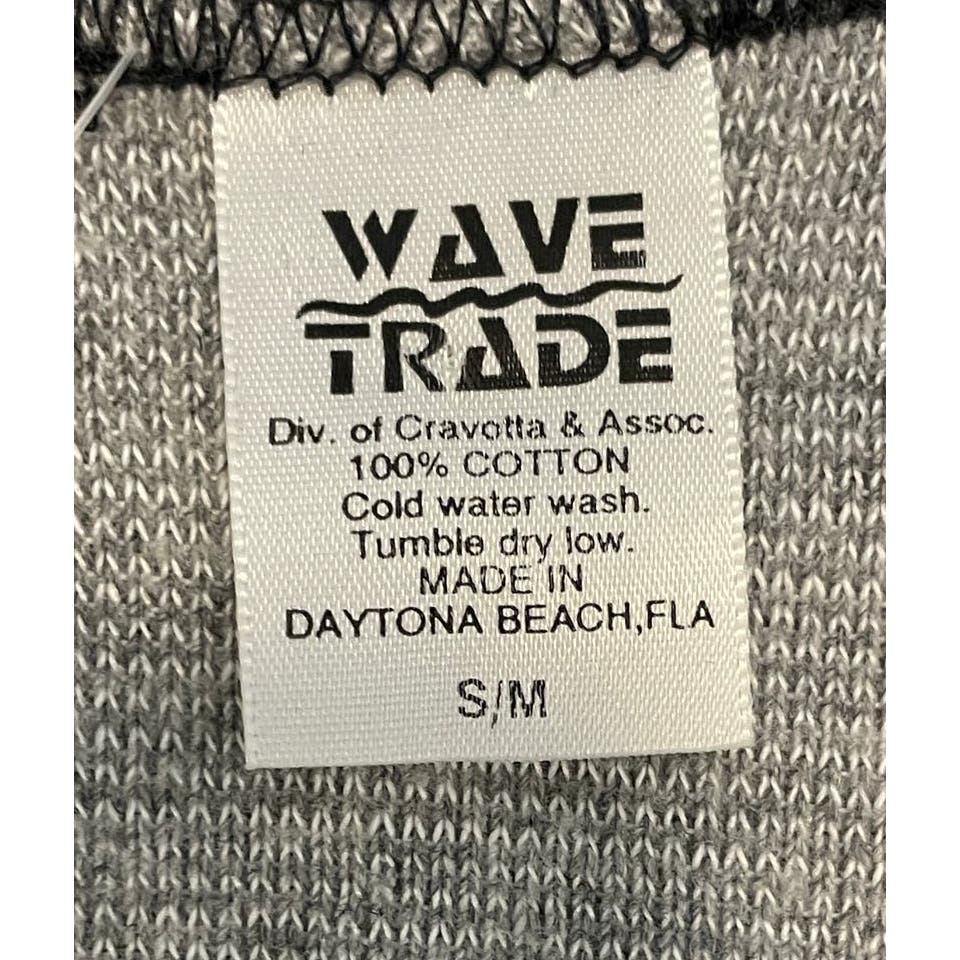 WAVE
TRADE
Div. of Cravotta & Assoc.
100% COTTON
Cold water wash.
Tumble dry low.
MADE IN
DAYTONA BEACH,FLA
S/M